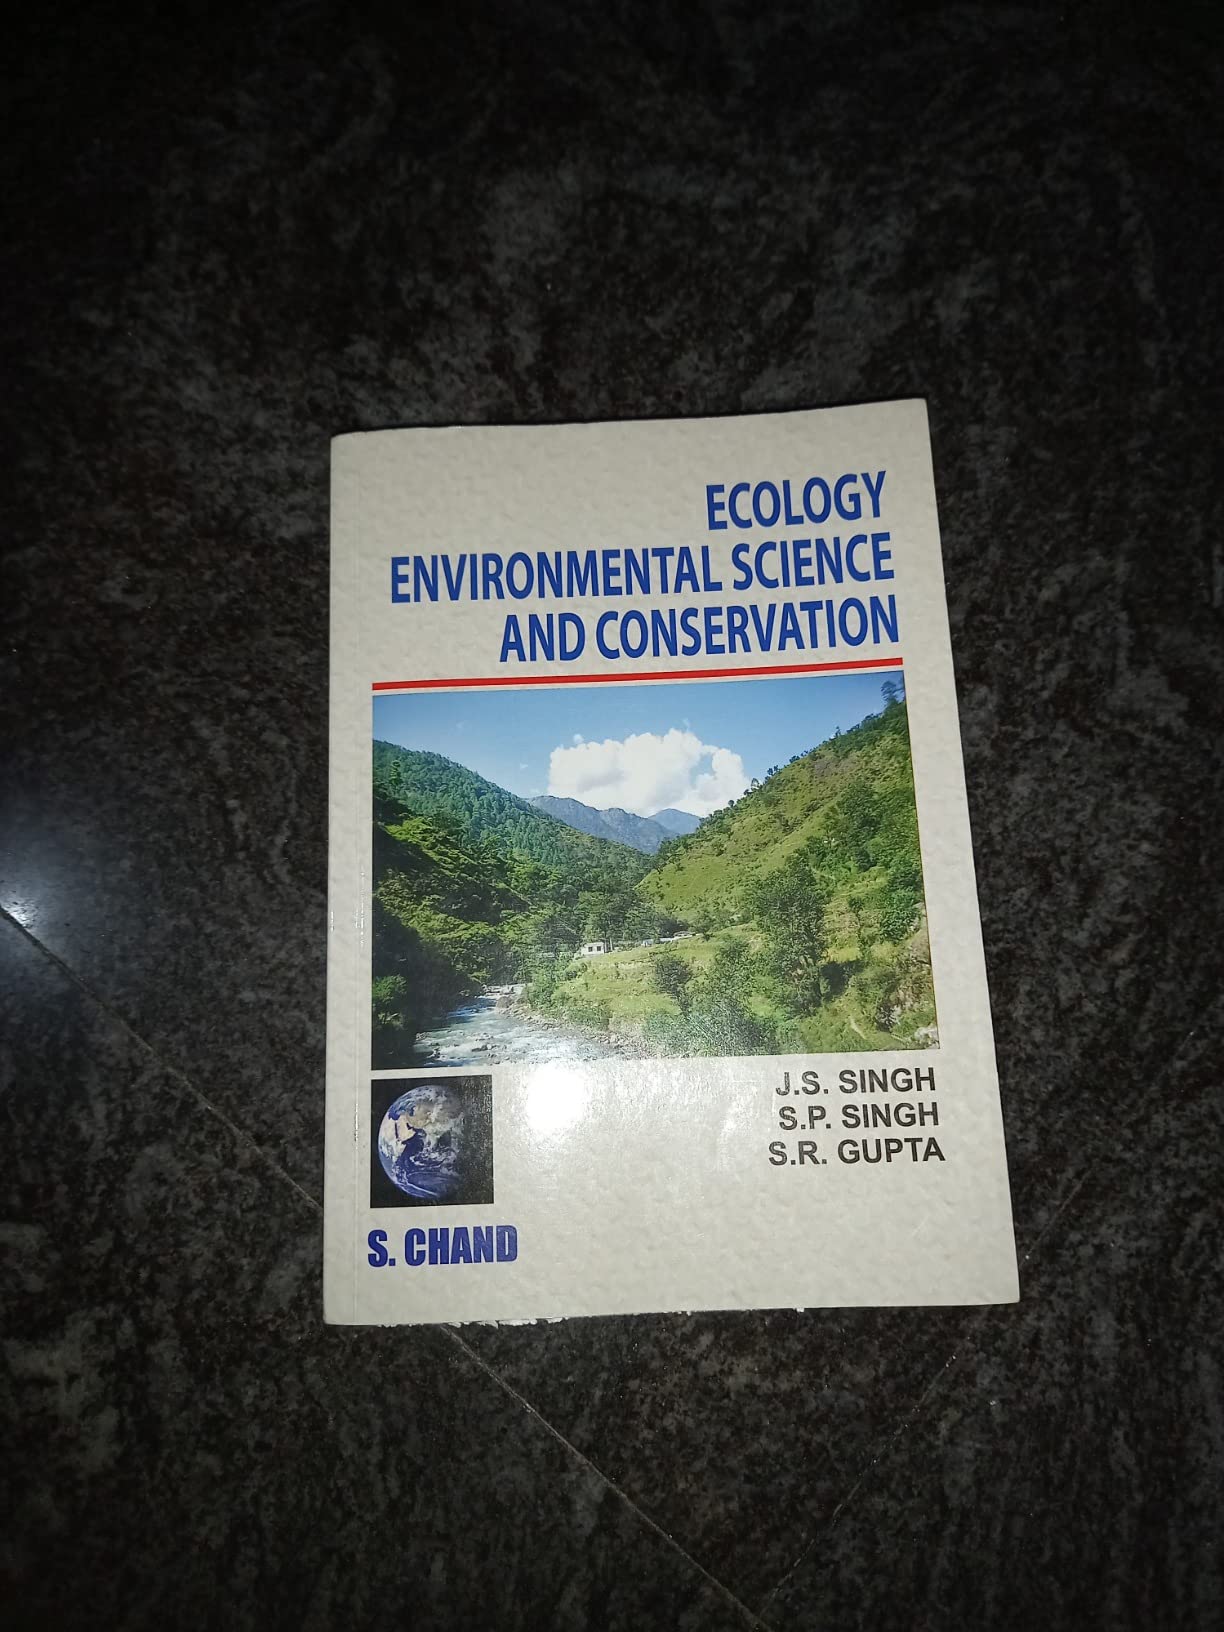 ECOLOGY
ENVIRONMENTAL SCIENCE
AND CONSERVATION
J.S. SINGH
S.P. SINGH
S.R. GUPTA
S. CHAND